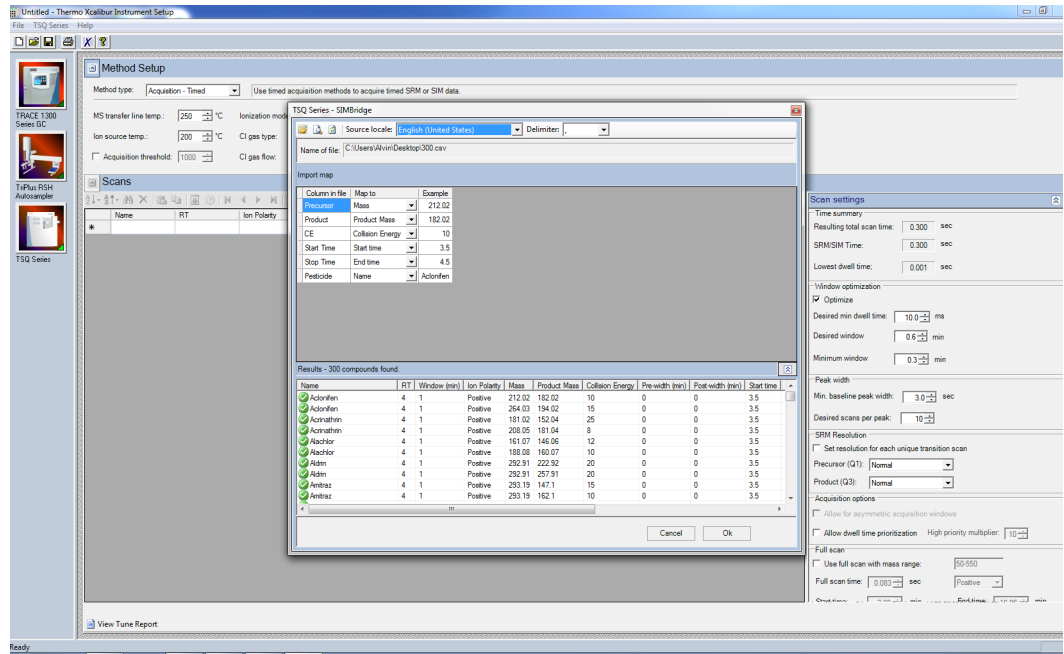 Untitled - Thermo Xcalibur Instrument Setup
File TSQ Series Help
TRACE 1300
Series GC
TriPlus RSH
Autosampler
TSQ Series
Method Setup
Method type: Acquisition - Timed Use timed acquisition methods to acquire timed SRM or SIM data.
MS transfer line temp.: 250 °C Ionization mode
Ion source temp.: 200 °C CI gas type:
Acquisition threshold: 1000 CI gas flow:
Scans
Name RT Ion Polarity
TSQ Series - SIMBridge
Source locale: English (United States) Delimiter: ,
Name of file: C:\Users\Alvin\Desktop\300.csv
Import map
Column in file Map to Example
Precursor Mass 212.02
Product Product Mass 182.02
CE Collision Energy 10
Start Time Start time 3.5
Stop Time End time 4.5
Pesticide Name Aclonifen
Results - 300 compounds found.
Name RT Window (min) Ion Polarity Mass Product Mass Collision Energy Pre-width (min) Post-width (min) Start time
Aclonifen 4 1 Positive 212.02 182.02 10 0 0 3.5
Aclonifen 4 1 Positive 264.03 194.02 15 0 0 3.5
Acrinathrin 4 1 Positive 181.02 152.04 25 0 0 3.5
Acrinathrin 4 1 Positive 208.05 181.04 8 0 0 3.5
Alachlor 4 1 Positive 161.07 146.06 12 0 0 3.5
Alachlor 4 1 Positive 188.08 160.07 10 0 0 3.5
Aldrin 4 1 Positive 292.91 222.92 20 0 0 3.5
Aldrin 4 1 Positive 292.91 257.91 20 0 0 3.5
Amitraz 4 1 Positive 293.19 147.1 15 0 0 3.5
Amitraz 4 1 Positive 293.19 162.1 10 0 0 3.5
Cancel Ok
Scan settings
Time summary
Resulting total scan time: 0.300 sec
SRM/SIM Time: 0.300 sec
Lowest dwell time: 0.001 sec
Window optimization
Optimize
Desired min dwell time: 10.0 ms
Desired window 0.6 min
Minimum window 0.3 min
Peak width
Min. baseline peak width: 3.0 sec
Desired scans per peak: 10
SRM Resolution
Set resolution for each unique transition scan
Precursor (Q1): Normal
Product (Q3): Normal
Acquisition options
Allow for asymmetric acquisition windows
Allow dwell time prioritization High priority multiplier: 10
Full scan
Use full scan with mass range: 50-550
Full scan time: 0.083 sec Positive
View Tune Report
Ready